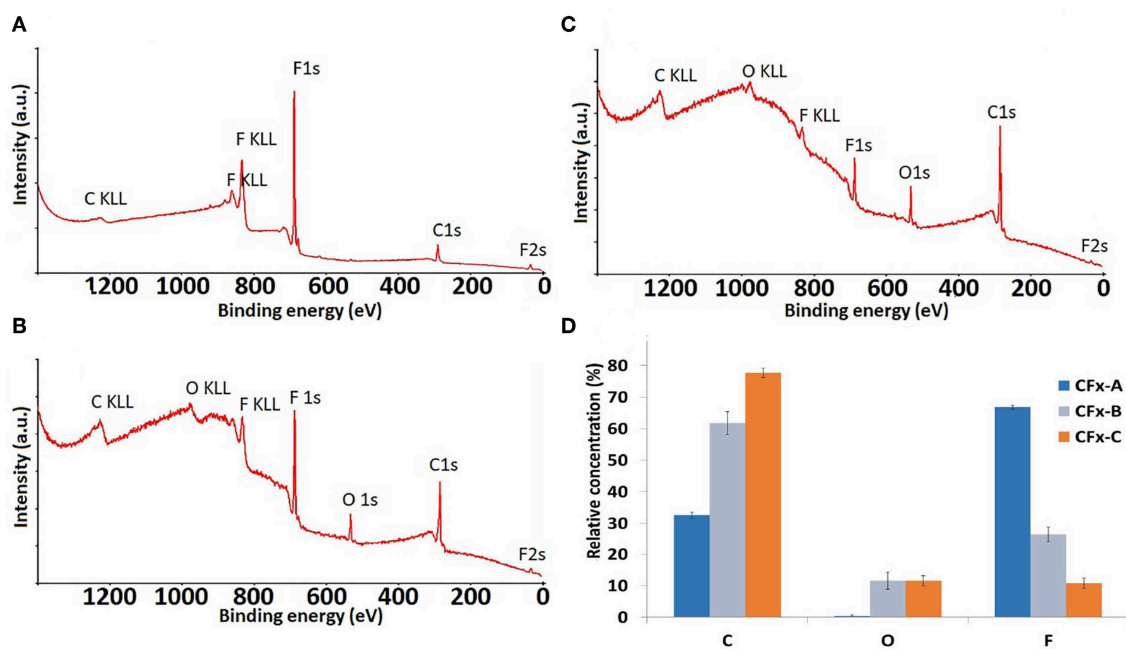 A
Intensity (a.u.)
F1s
F KLL
F KLL
C KLL
C1s
F2s
1200 1000 800 600 400 200 0
Binding energy (eV)
B
Intensity (a.u.)
C KLL
O KLL
F KLL
F 1s
O 1s
C1s
F2s
1200 1000 800 600 400 200 0
Binding energy (eV)
C
Intensity (a.u.)
C KLL
O KLL
F KLL
F1s
O1s
C1s
F2s
1200 1000 800 600 400 200 0
Binding energy (eV)
D
Relative concentration (%)
80
70
60
50
40
30
20
10
0
C O F
CFx-A
CFx-B
CFx-C